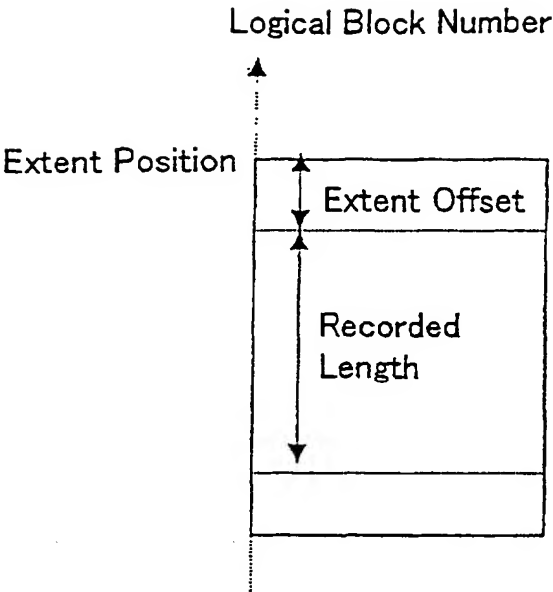 Logical Block Number
Extent Position
Extent Offset
Recorded
Length